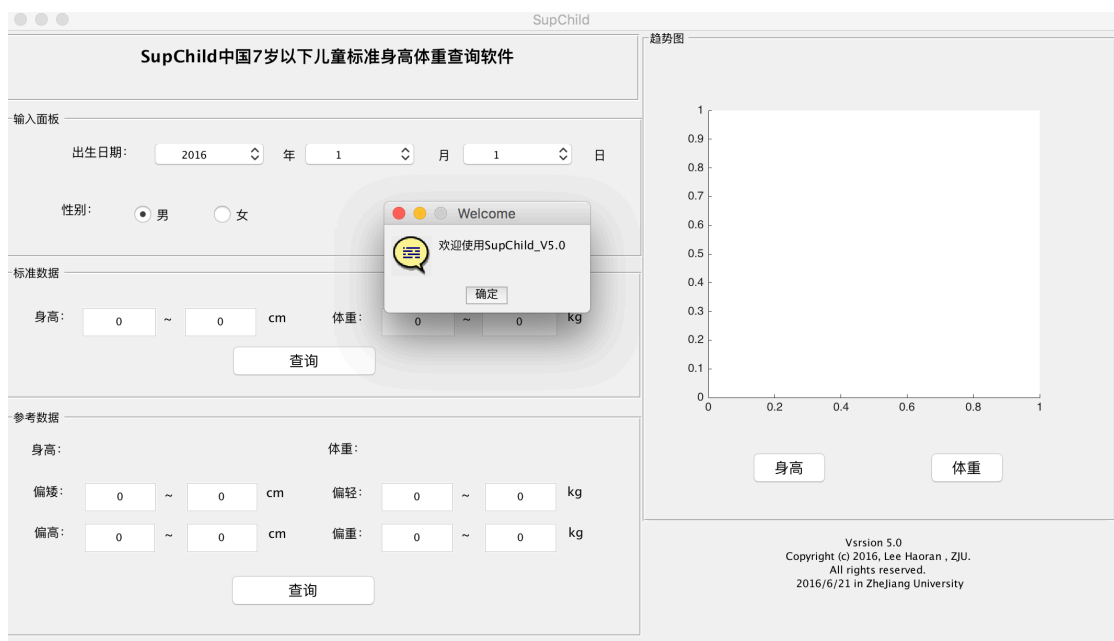 SupChild
SupChild中国7岁以下儿童标准身高体重查询软件
输入面板
出生日期： 2016 年 1 月 1 日
性别： 男 女
Welcome
欢迎使用SupChild_V5.0
确定
标准数据
身高： 0 ~ 0 cm 体重： 0 ~ 0 kg
查询
参考数据
身高： 体重：
偏矮： 0 ~ 0 cm 偏轻： 0 ~ 0 kg
偏高： 0 ~ 0 cm 偏重： 0 ~ 0 kg
查询
趋势图
1
0.9
0.8
0.7
0.6
0.5
0.4
0.3
0.2
0.1
0
0 0.2 0.4 0.6 0.8 1
身高 体重
Vsrsion 5.0
Copyright (c) 2016, Lee Haoran , ZJU.
All rights reserved.
2016/6/21 in ZheJiang University